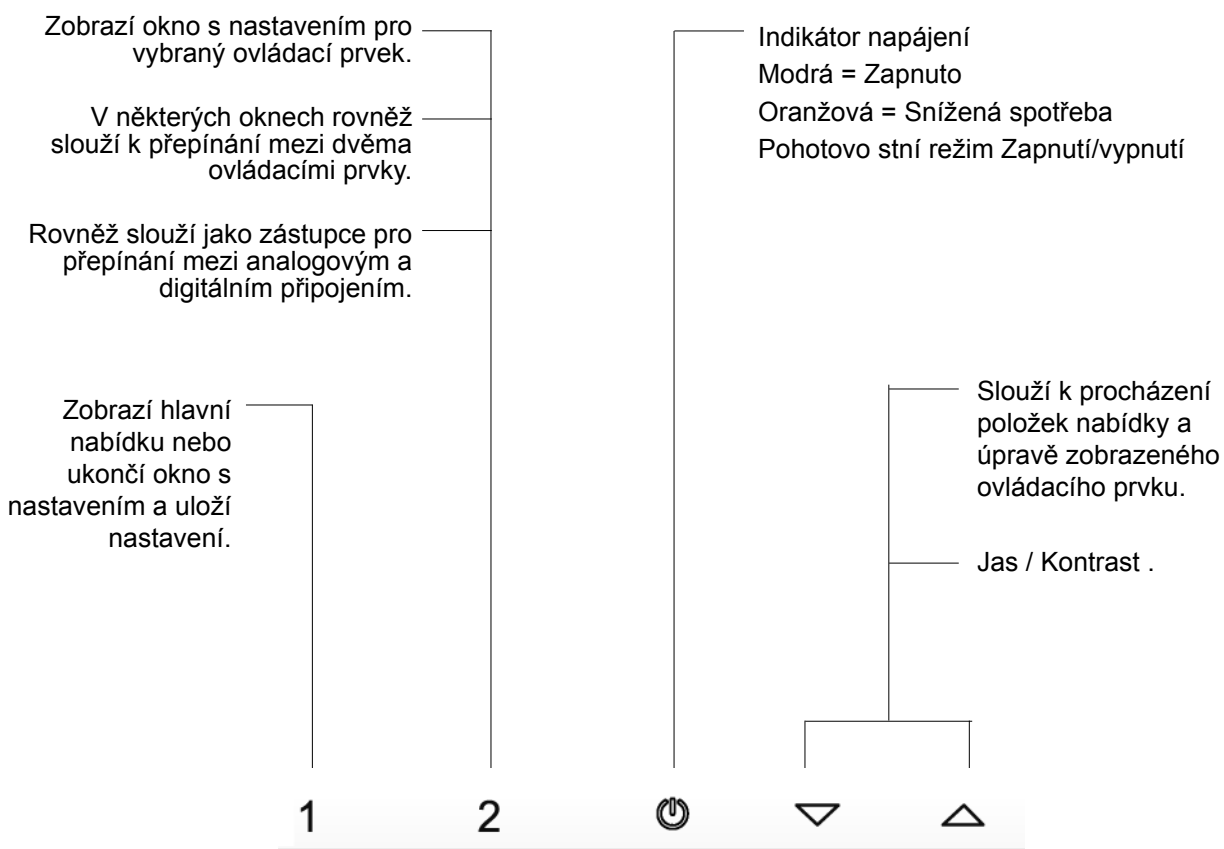 Zobrazí okno s nastavením pro
vybraný ovládací prvek.
V některých oknech rovněž
slouží k přepínání mezi dvěma
ovládacími prvky.
Rovněž slouží jako zástupce pro
přepínání mezi analogovým a
digitálním připojením.
Zobrazí hlavní
nabídku nebo
ukončí okno s
nastavením a uloží
nastavení.
Indikátor napájení
Modrá = Zapnuto
Oranžová = Snížená spotřeba
Pohotovo stní režim Zapnutí/vypnutí
Slouží k procházení
položek nabídky a
úpravě zobrazeného
ovládacího prvku.
Jas / Kontrast .
1 2